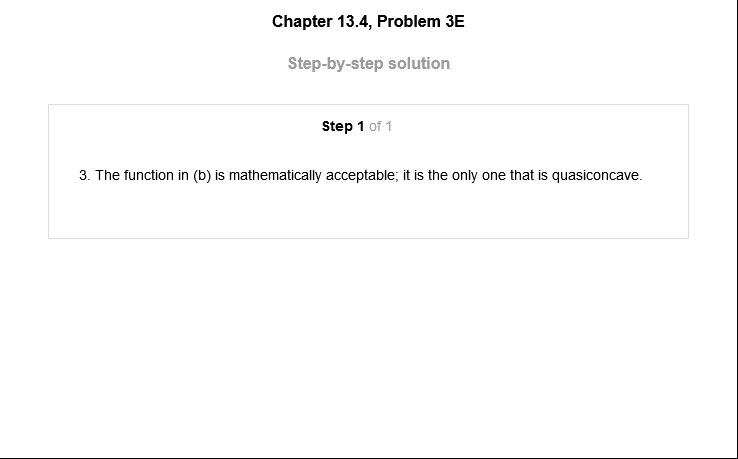 Chapter 13.4, Problem 3E
Step-by-step solution
Step 1 of 1
3. The function in (b) is mathematically acceptable; it is the only one that is quasiconcave.